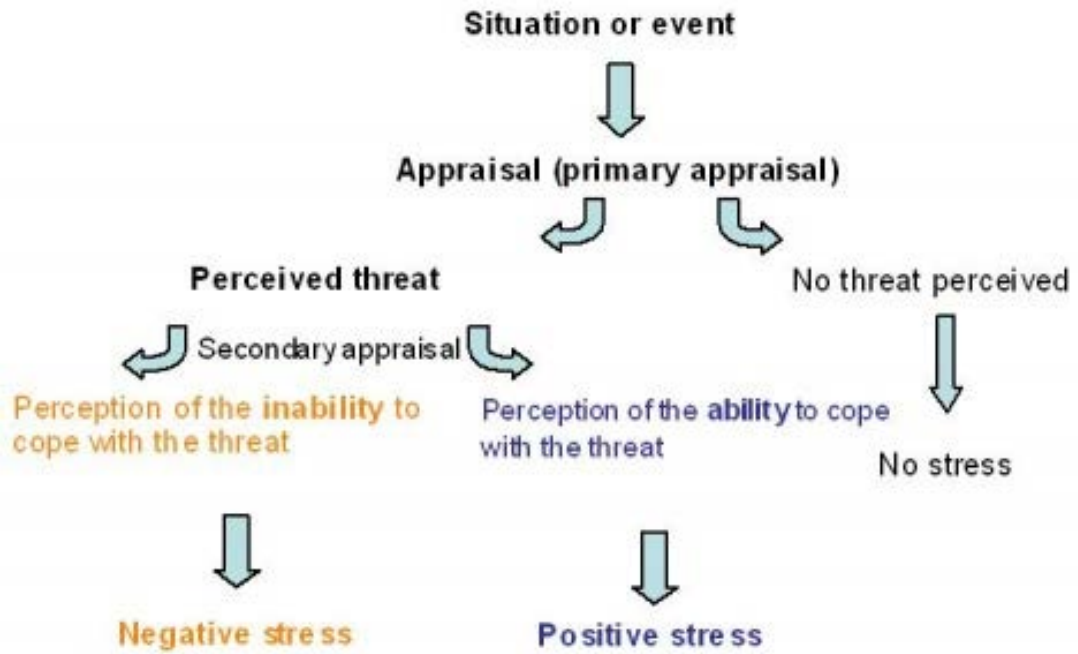 Situation or event
Appraisal (primary appraisal)
Perceived threat
No threat perceived
Secondary appraisal
Perception of the inability to
cope with the threat
Perception of the ability to cope
with the threat
No stress
Negative stress
Positive stress